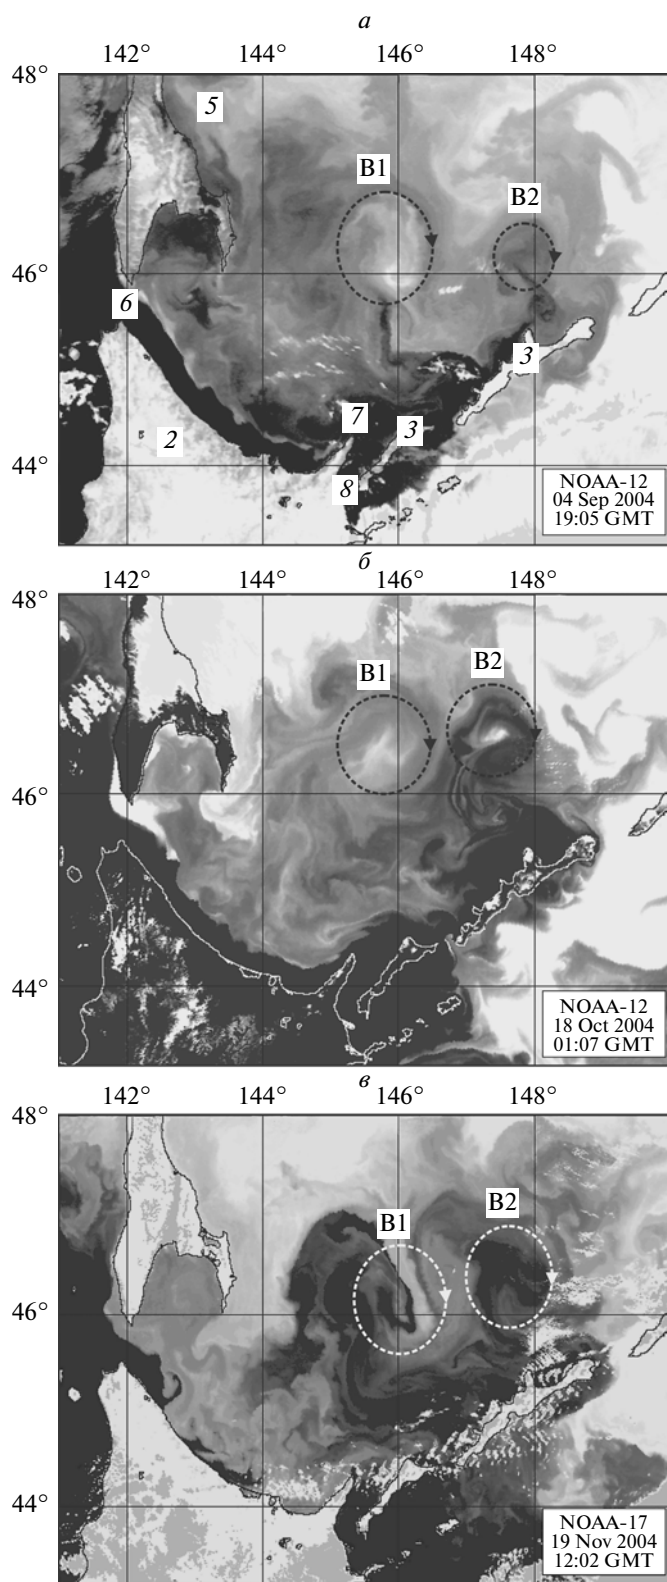 а
142° 144° 146° 148°
48°
5
B1
B2
46°
6
3
7
2
3
44°
8
NOAA-12
04 Sep 2004
19:05 GMT
б
142° 144° 146° 148°
48°
B2
B1
46°
44°
NOAA-12
18 Oct 2004
01:07 GMT
в
142° 144° 146° 148°
48°
B2
B1
46°
44°
NOAA-17
19 Nov 2004
12:02 GMT